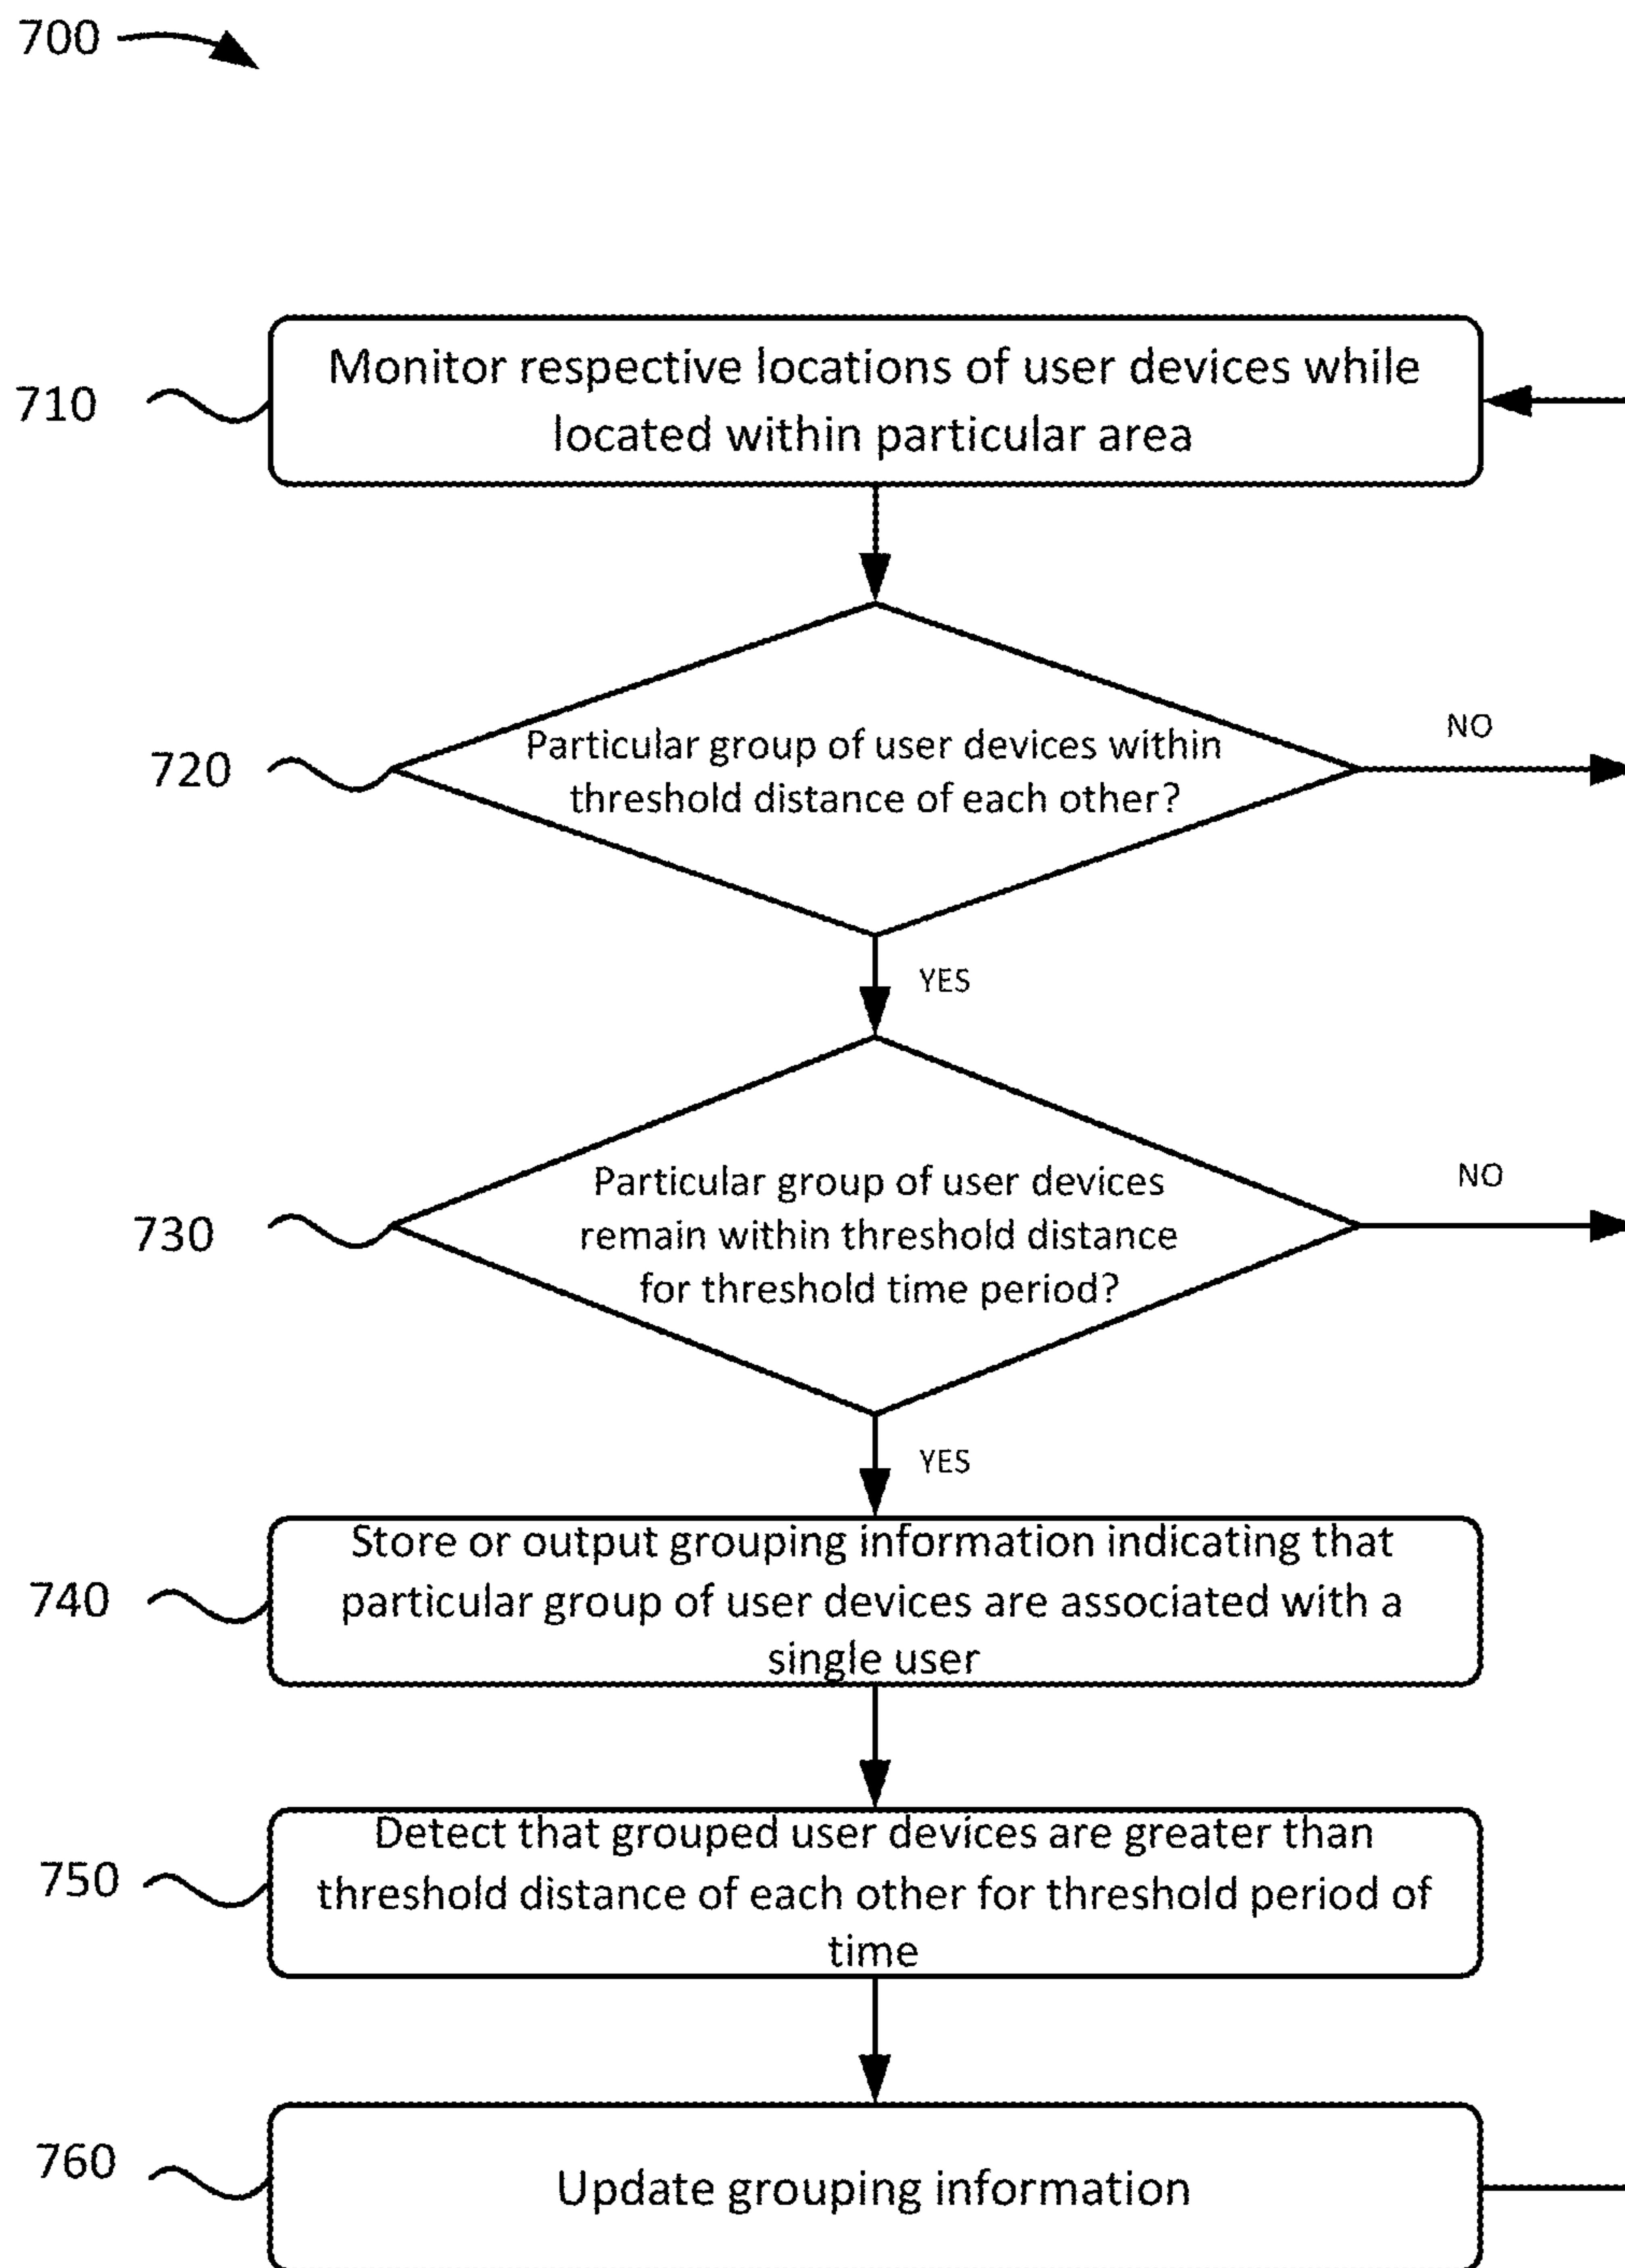 700
710
Monitor respective locations of user devices while
located within particular area
720
Particular group of user devices within
threshold distance of each other?
NO
YES
730
Particular group of user devices
remain within threshold distance
for threshold time period?
NO
YES
740
Store or output grouping information indicating that
particular group of user devices are associated with a
single user
750
Detect that grouped user devices are greater than
threshold distance of each other for threshold period of
time
760
Update grouping information